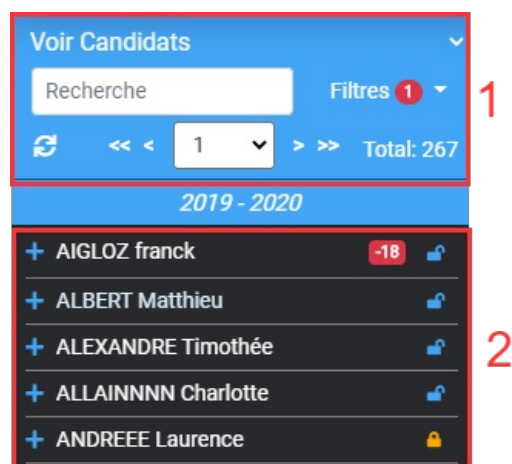 Voir Candidats
Recherche Filtres 1
<< < 1 > >> Total: 267
1
2019 - 2020
AIGLOZ franck -18
ALBERT Matthieu
ALEXANDRE Timothée
ALLAINNNN Charlotte
ANDREEE Laurence
2